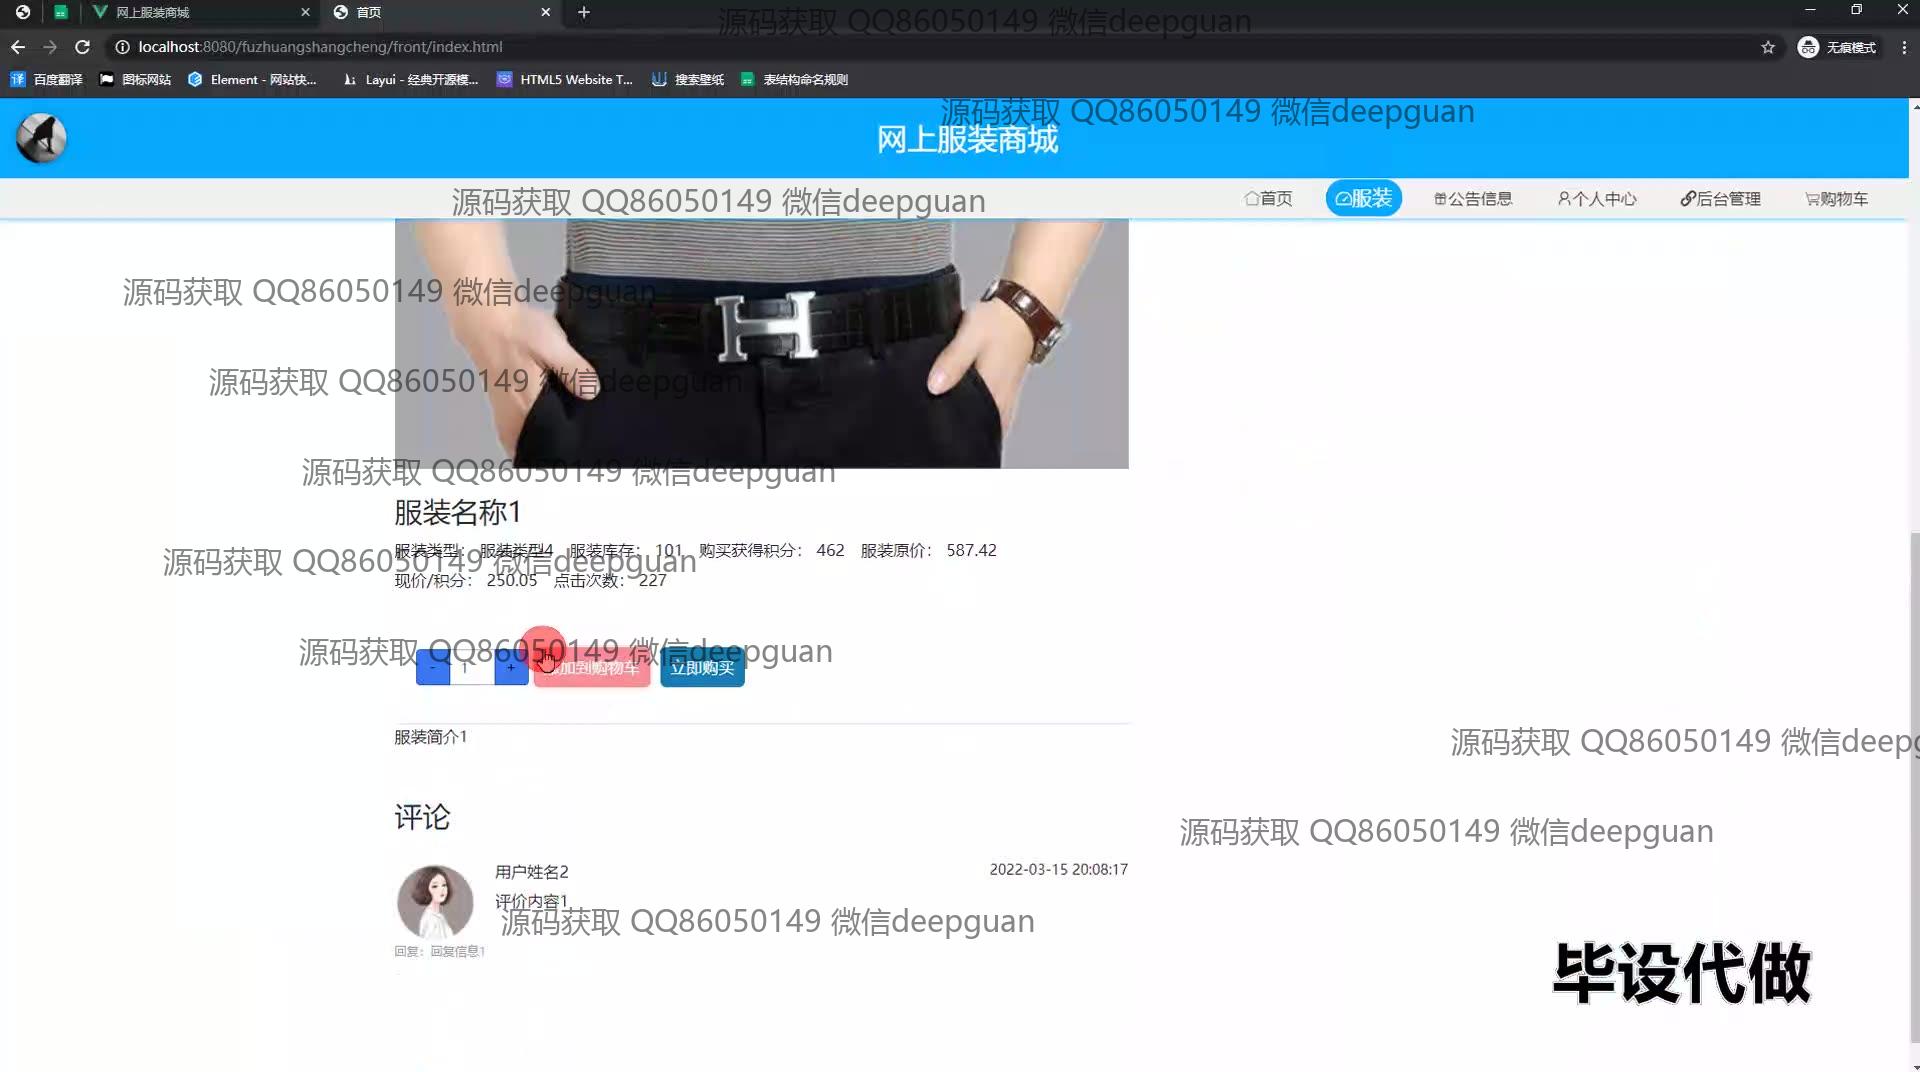 网上服装商城
首页
源码获取 QQ86050149 微信deepguan
localhost:8080/fuzhuangshangcheng/front/index.html
无痕模式
百度翻译
图标网站
Element - 网站快...
Layui - 经典开源模...
HTML5 Website T...
搜索壁纸
表结构命名规则
源码获取 QQ86050149 微信deepguan
网上服装商城
源码获取 QQ86050149 微信deepguan
首页
服装
公告信息
个人中心
后台管理
购物车
源码获取 QQ86050149 微信deepguan
源码获取 QQ86050149 微信deepguan
源码获取 QQ86050149 微信deepguan
服装名称1
服装类型： 服装类型4 服装库存： 101 购买获得积分： 462 服装原价： 587.42
源码获取 QQ86050149 微信deepguan
现价/积分： 250.05 点击次数： 227
源码获取 QQ86050149 微信deepguan
- 1 +
加到购物车
立即购买
服装简介1
源码获取 QQ86050149 微信deepg
评论
源码获取 QQ86050149 微信deepguan
用户姓名2
2022-03-15 20:08:17
评价内容1
源码获取 QQ86050149 微信deepguan
回复：回复信息1
毕设代做